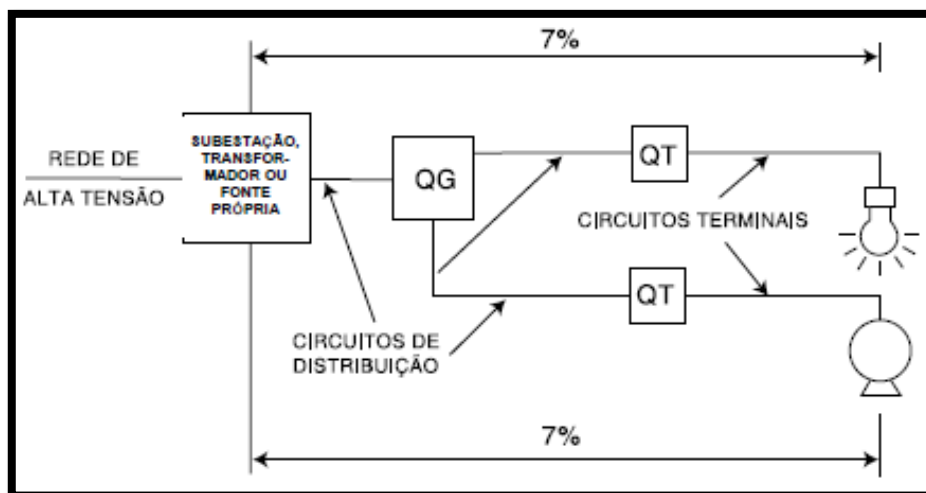 7%
SUBESTAÇÃO,
TRANSFOR-
MADOR OU
FONTE
PRÓPRIA
REDE DE
ALTA TENSÃO
QG
QT
CIRCUITOS TERMINAIS
QT
CIRCUITOS DE
DISTRIBUIÇÃO
7%